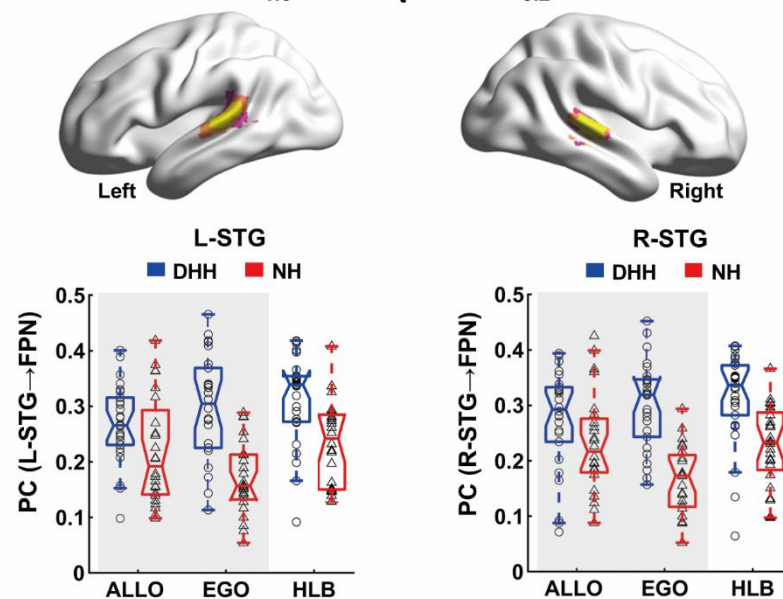 Left
Right
L-STG
R-STG
DHH NH
DHH NH
PC (L-STG→FPN)
0.5
0.4
0.3
0.2
0.1
0
ALLO EGO HLB
PC (R-STG→FPN)
0.5
0.4
0.3
0.2
0.1
0
ALLO EGO HLB